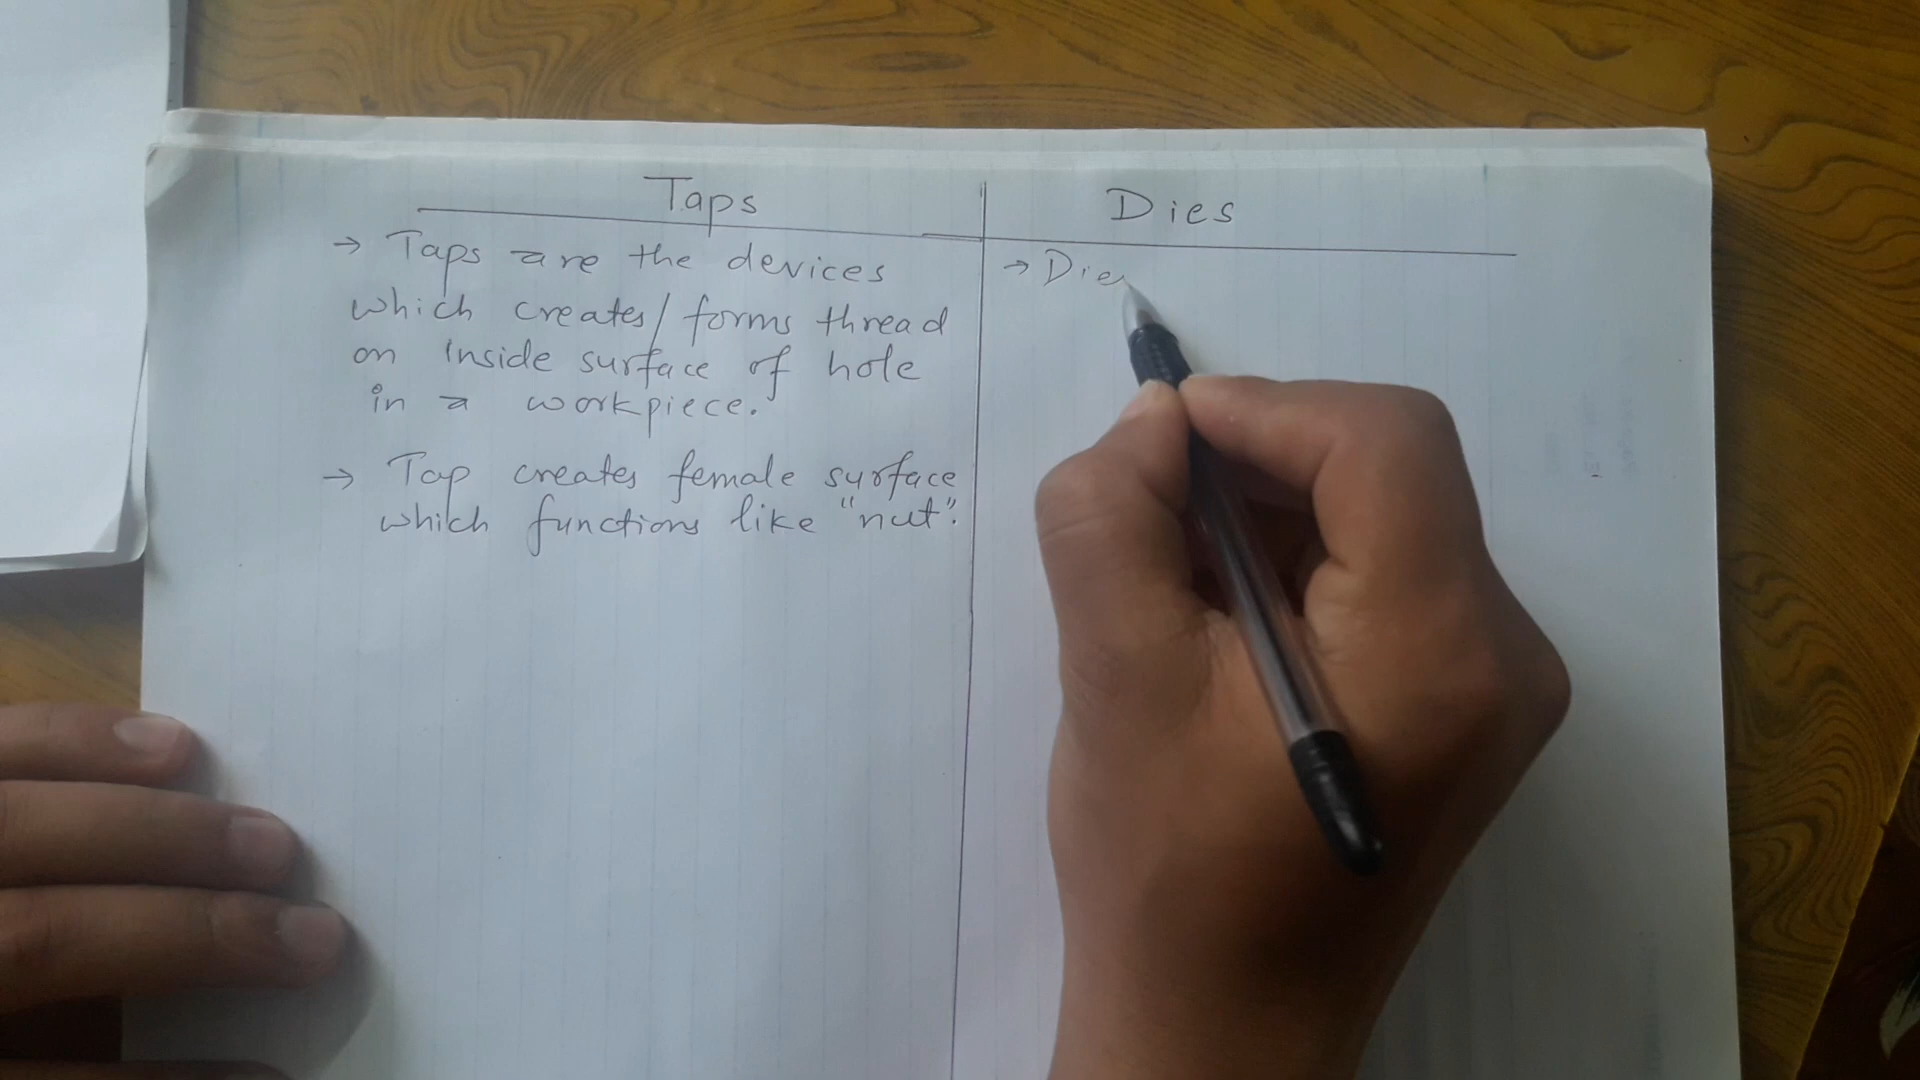 Taps
→ Taps are the devices
which creates/forms thread
on inside surface of hole
in a workpiece.
→ Tap creates female surface
which functions like "nut".
Dies
→ Dies